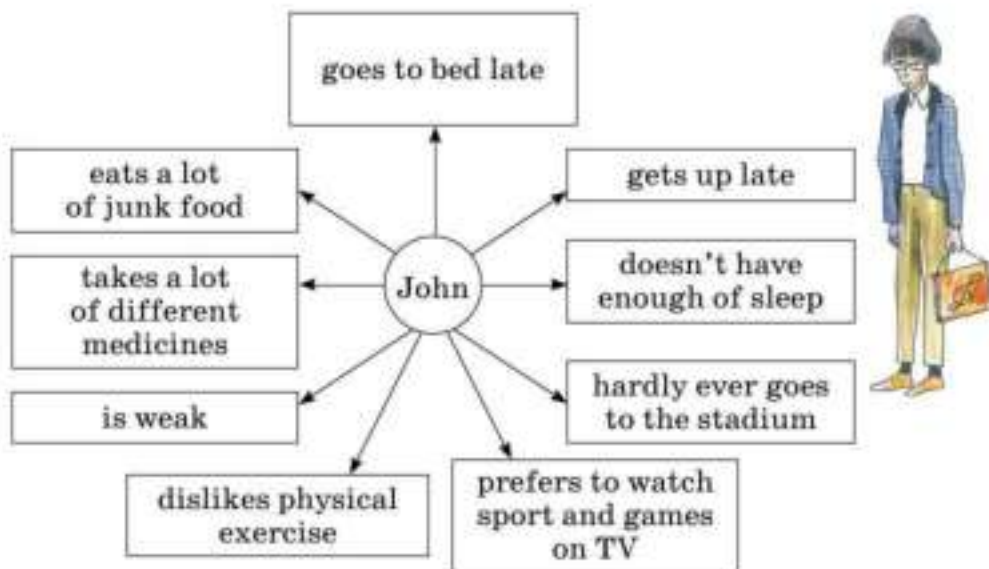 goes to bed late
eats a lot
of junk food
gets up late
takes a lot
of different
medicines
John
doesn't have
enough of sleep
is weak
hardly ever goes
to the stadium
dislikes physical
exercise
prefers to watch
sport and games
on TV